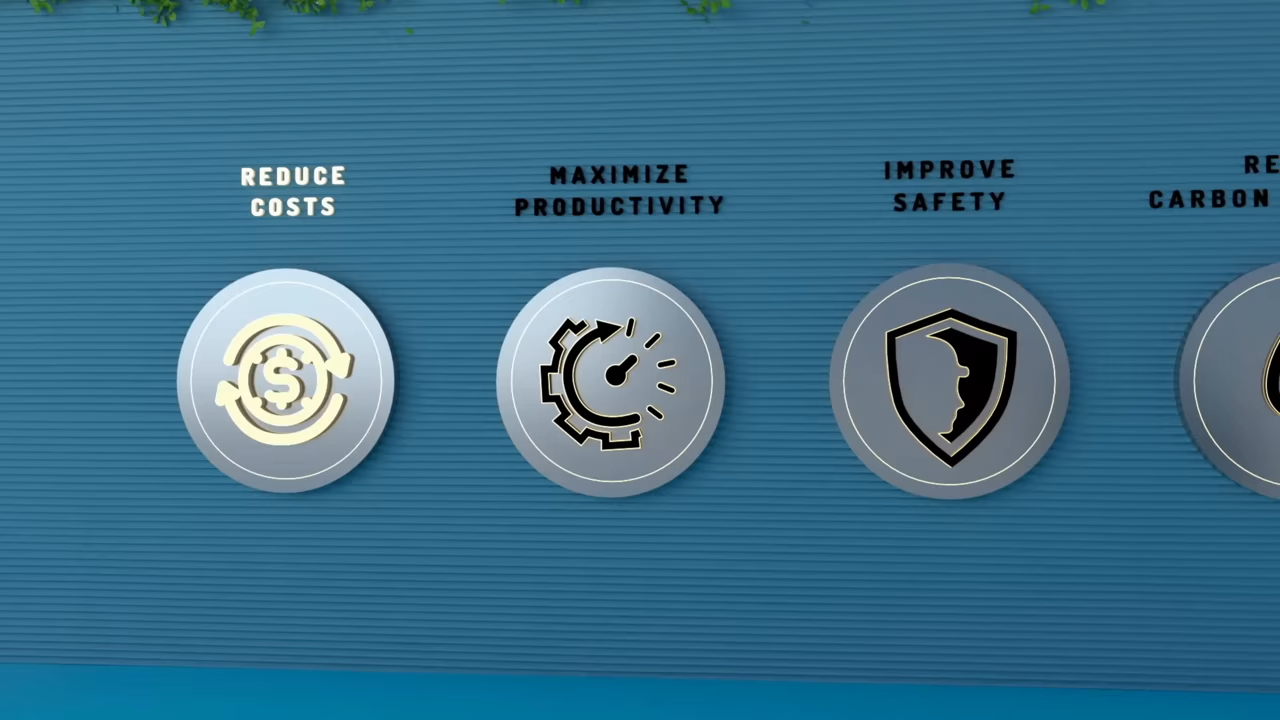 REDUCE
COSTS
MAXIMIZE
PRODUCTIVITY
IMPROVE
SAFETY
CARBON
$